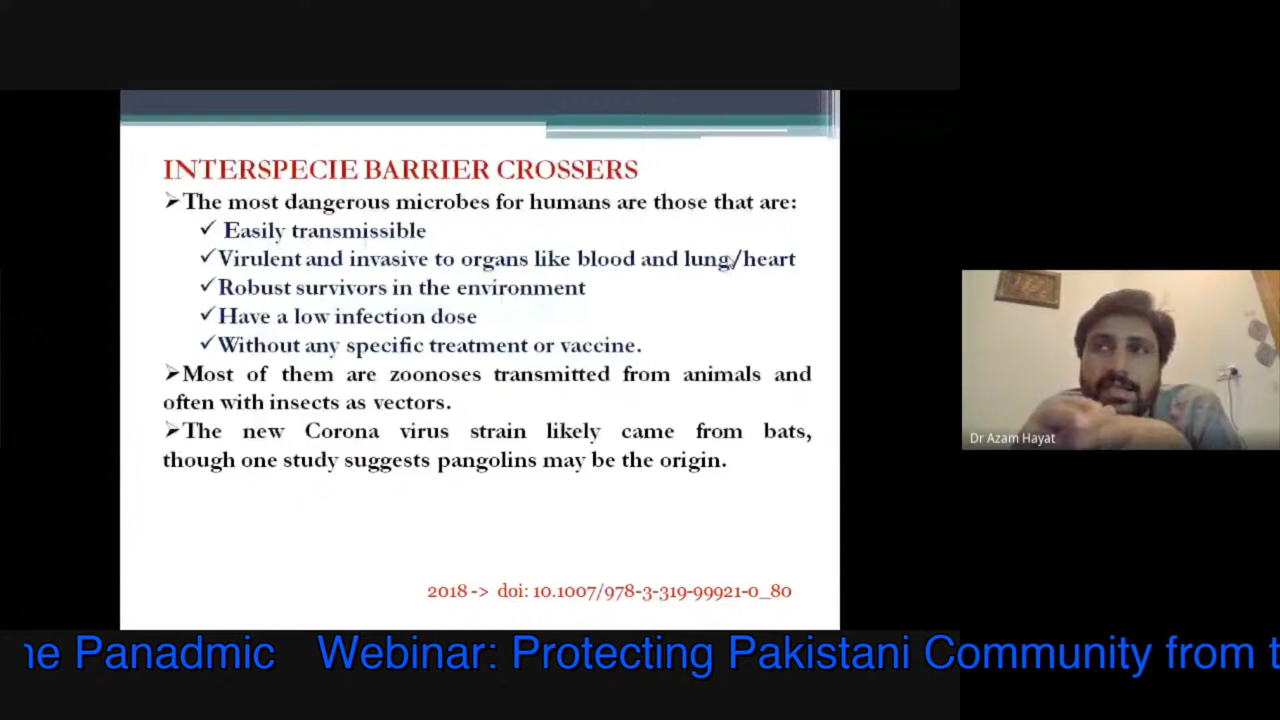 INTERSPECIE BARRIER CROSSERS
➢The most dangerous microbes for humans are those that are:
✓ Easily transmissible
✓Virulent and invasive to organs like blood and lung/heart
✓Robust survivors in the environment
✓Have a low infection dose
✓Without any specific treatment or vaccine.
➢Most of them are zoonoses transmitted from animals and
often with insects as vectors.
➢The new Corona virus strain likely came from bats,
though one study suggests pangolins may be the origin.
2018 -> doi: 10.1007/978-3-319-99921-0_80
Dr Azam Hayat
Panadmic Webinar: Protecting Pakistani Community from